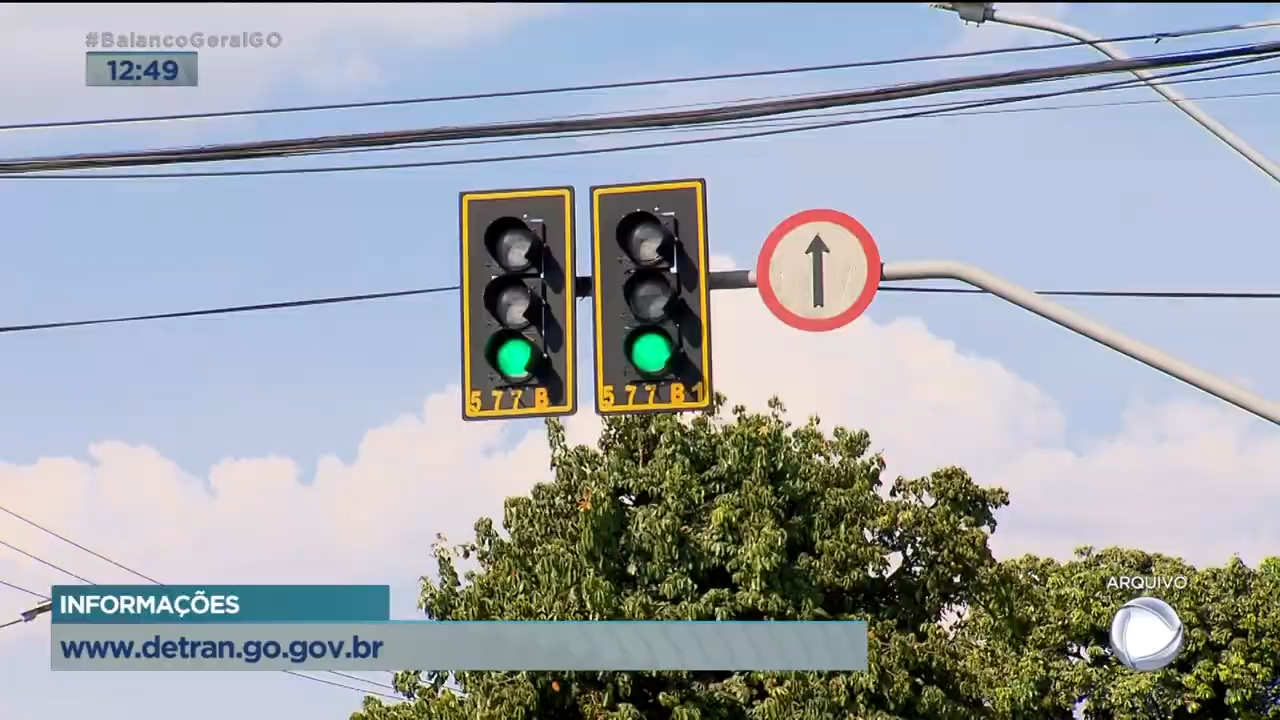 #BalancoGeralGO
12:49
577B
577B1
INFORMAÇÕES
www.detran.go.gov.br
ARQUIVO